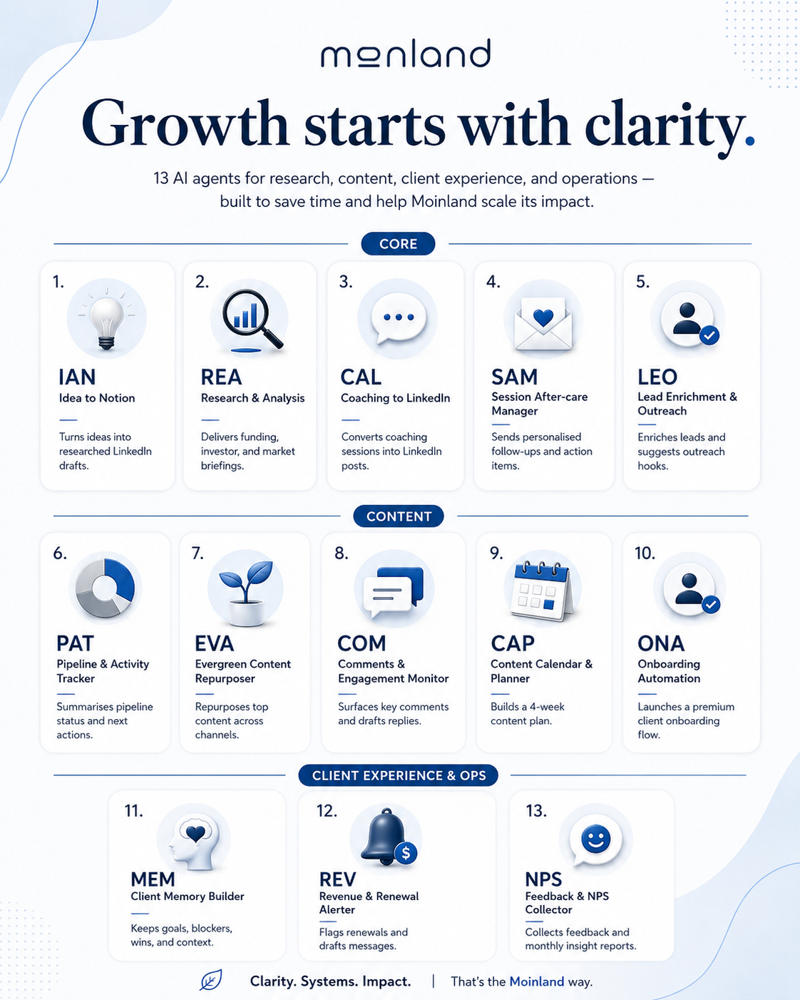 monland
Growth starts with clarity.
13 AI agents for research, content, client experience, and operations —
built to save time and help Moinland scale its impact.
CORE
1.
IAN
Idea to Notion
Turns ideas into
researched LinkedIn
drafts.
2.
REA
Research & Analysis
Delivers funding,
investor, and market
briefings.
3.
CAL
Coaching to LinkedIn
Converts coaching
sessions into LinkedIn
posts.
4.
SAM
Session After-care
Manager
Sends personalised
follow-ups and action
items.
5.
LEO
Lead Enrichment &
Outreach
Enriches leads and
suggests outreach
hooks.
CONTENT
6.
PAT
Pipeline & Activity
Tracker
Summarises pipeline
status and next
actions.
7.
EVA
Evergreen Content
Repurposer
Repurposes top
content across
channels.
8.
COM
Comments &
Engagement Monitor
Surfaces key comments
and drafts replies.
9.
CAP
Content Calendar &
Planner
Builds a 4-week
content plan.
10.
ONA
Onboarding
Automation
Launches a premium
client onboarding
flow.
CLIENT EXPERIENCE & OPS
11.
MEM
Client Memory Builder
Keeps goals, blockers,
wins, and context.
12.
$
REV
Revenue & Renewal
Alerter
Flags renewals and
drafts messages.
13.
NPS
Feedback & NPS
Collector
Collects feedback and
monthly insight reports.
Clarity. Systems. Impact. | That's the Moinland way.